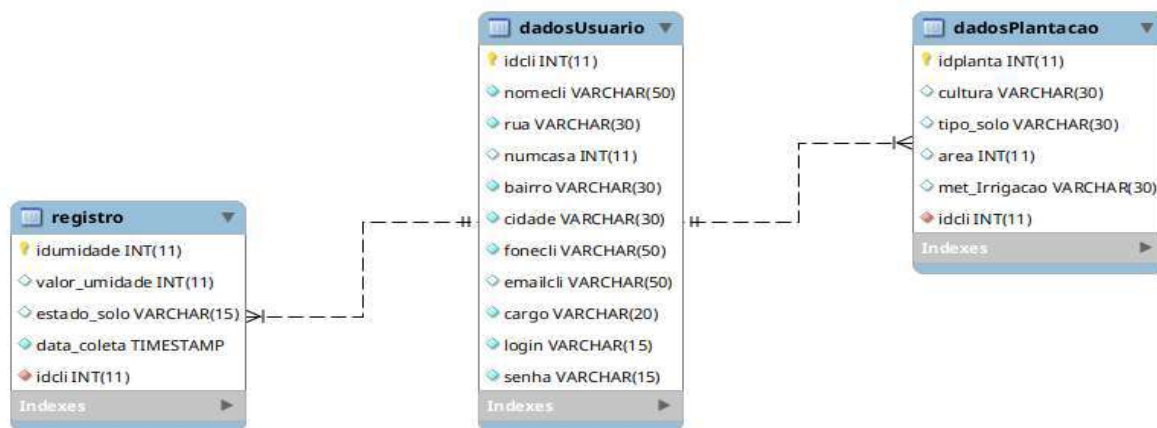 registro
idumidade INT(11)
valor_umidade INT(11)
estado_solo VARCHAR(15)
data_coleta TIMESTAMP
idcli INT(11)
Indexes
dadosUsuario
idcli INT(11)
nomecli VARCHAR(50)
rua VARCHAR(30)
numcasa INT(11)
bairro VARCHAR(30)
cidade VARCHAR(30)
fonecli VARCHAR(50)
emailcli VARCHAR(50)
cargo VARCHAR(20)
login VARCHAR(15)
senha VARCHAR(15)
Indexes
dadosPlantacao
idplanta INT(11)
cultura VARCHAR(30)
tipo_solo VARCHAR(30)
area INT(11)
met_Irrigacao VARCHAR(30)
idcli INT(11)
Indexes